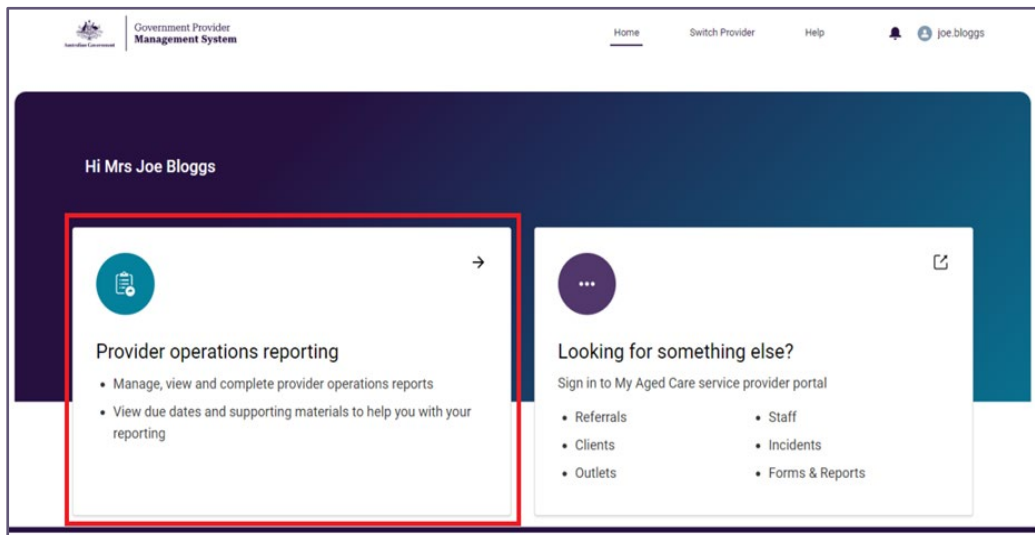 Australian Government
Government Provider
Management System
Home
Switch Provider
Help
joe.bloggs
Hi Mrs Joe Bloggs
Provider operations reporting
• Manage, view and complete provider operations reports
• View due dates and supporting materials to help you with your
reporting
Looking for something else?
Sign in to My Aged Care service provider portal
• Referrals
• Clients
• Outlets
• Staff
• Incidents
• Forms & Reports